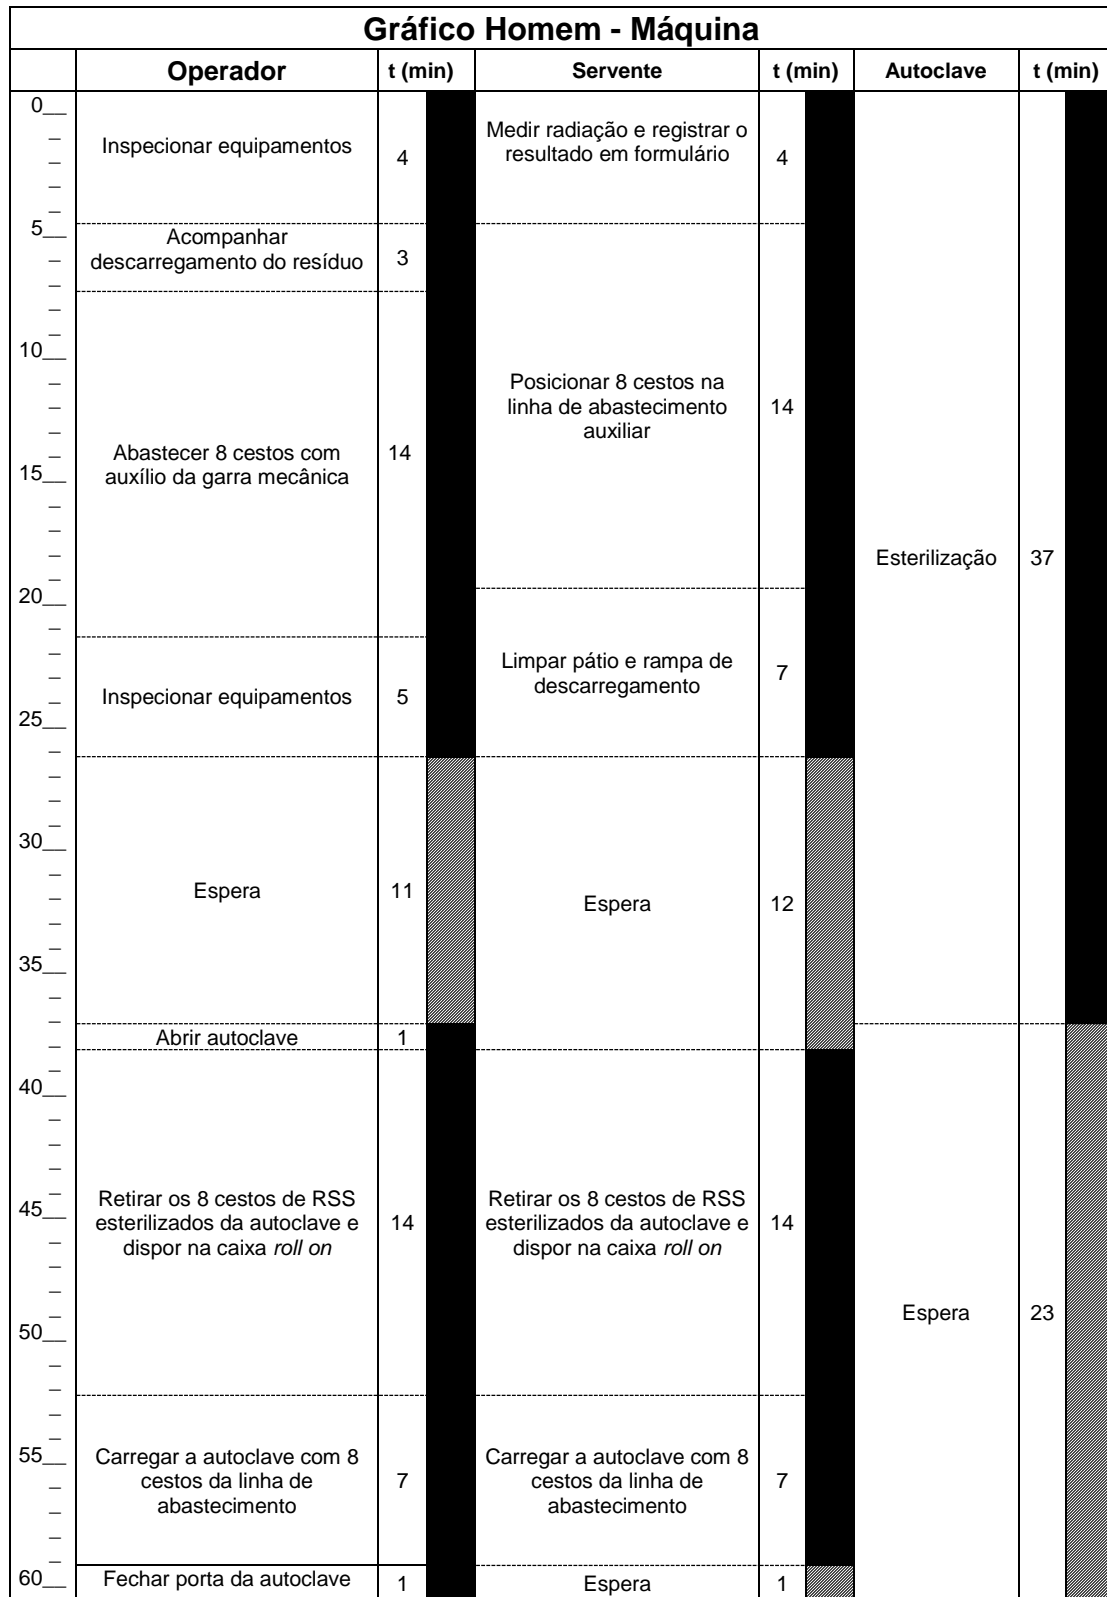 Gráfico Homem - Máquina
Operador t (min) Servente t (min) Autoclave t (min)
0
Inspecionar equipamentos
4
Medir radiação e registrar o
resultado em formulário
4
5
Acompanhar
descarregamento do resíduo
3
10
Posicionar 8 cestos na
linha de abastecimento
auxiliar
14
Abastecer 8 cestos com
auxílio da garra mecânica
14
15
Esterilização
37
20
Limpar pátio e rampa de
descarregamento
7
Inspecionar equipamentos
5
25
30
Espera
11
Espera
12
35
Abrir autoclave
1
40
Retirar os 8 cestos de RSS
esterilizados da autoclave e
dispor na caixa roll on
14
Retirar os 8 cestos de RSS
esterilizados da autoclave e
dispor na caixa roll on
14
45
Espera
23
50
55
Carregar a autoclave com 8
cestos da linha de
abastecimento
7
Carregar a autoclave com 8
cestos da linha de
abastecimento
7
60
Fechar porta da autoclave
1
Espera
1